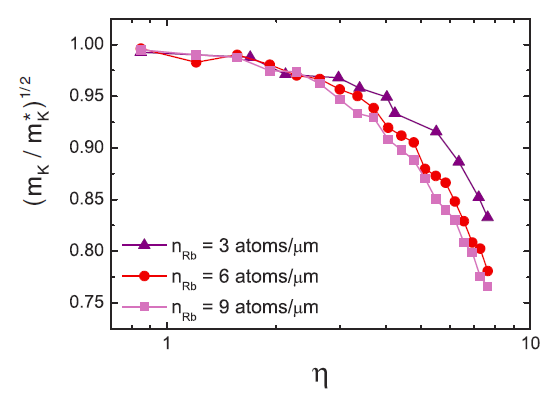 (m_K / m*_K)^1/2
1.00
0.95
0.90
0.85
0.80
0.75
n_Rb = 3 atoms/μm
n_Rb = 6 atoms/μm
n_Rb = 9 atoms/μm
1
10
η